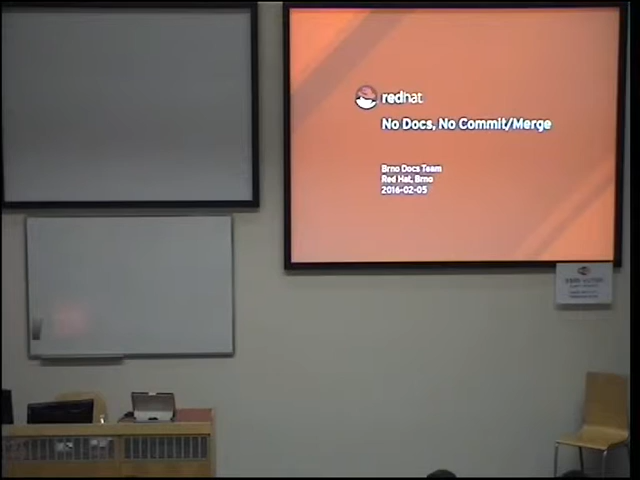 redhat
No Docs, No Commit/Merge
Brno Docs Team
Red Hat, Brno
2016-02-05